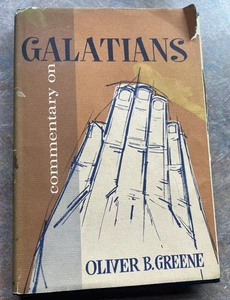 GALATIANS
commentary on
OLIVER B. GREENE